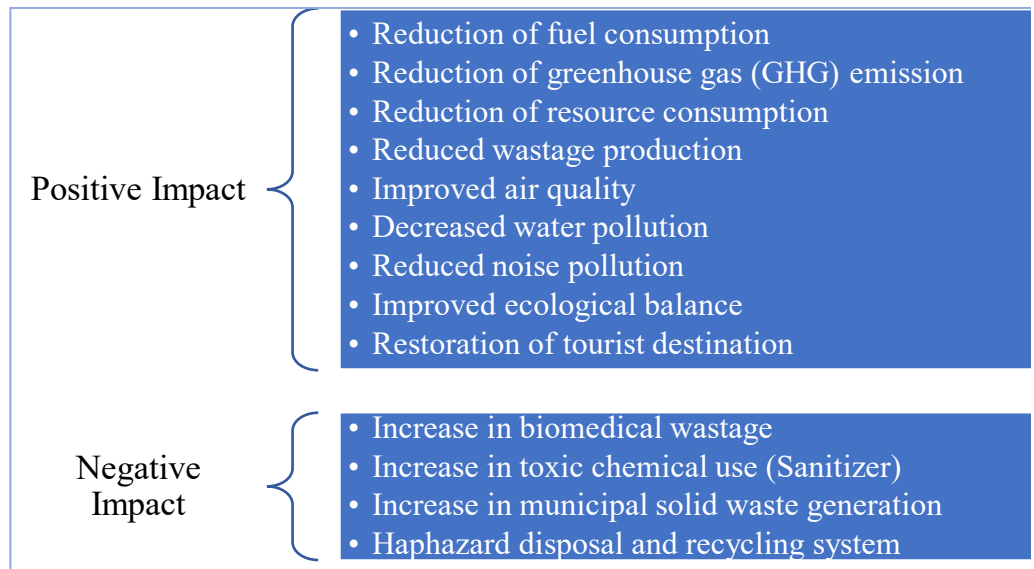 Positive Impact
• Reduction of fuel consumption
• Reduction of greenhouse gas (GHG) emission
• Reduction of resource consumption
• Reduced wastage production
• Improved air quality
• Decreased water pollution
• Reduced noise pollution
• Improved ecological balance
• Restoration of tourist destination
Negative
Impact
• Increase in biomedical wastage
• Increase in toxic chemical use (Sanitizer)
• Increase in municipal solid waste generation
• Haphazard disposal and recycling system